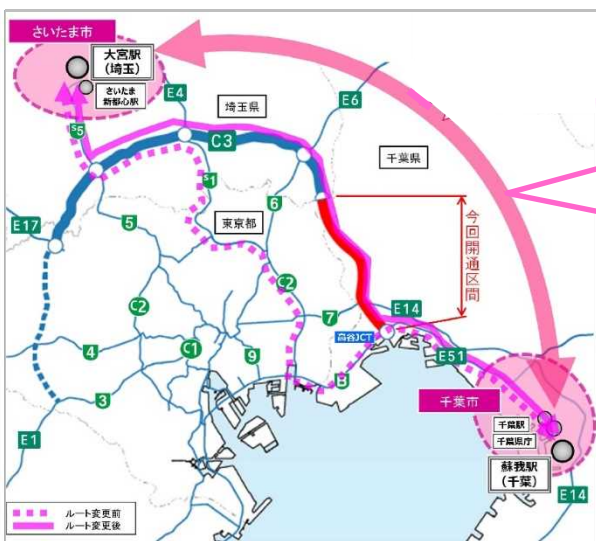 さいたま市
大宮駅
(埼玉)
さいたま
新都心駅
E4
埼玉県
E6
S5
C3
千葉県
S1
E17
東京都
6
5
今回開通区間
C2
C2
7
E14
高谷JCT
4
C1
9
E51
B
3
千葉市
E1
千葉駅
千葉県庁
蘇我駅
(千葉)
E14
ルート変更前
ルート変更後